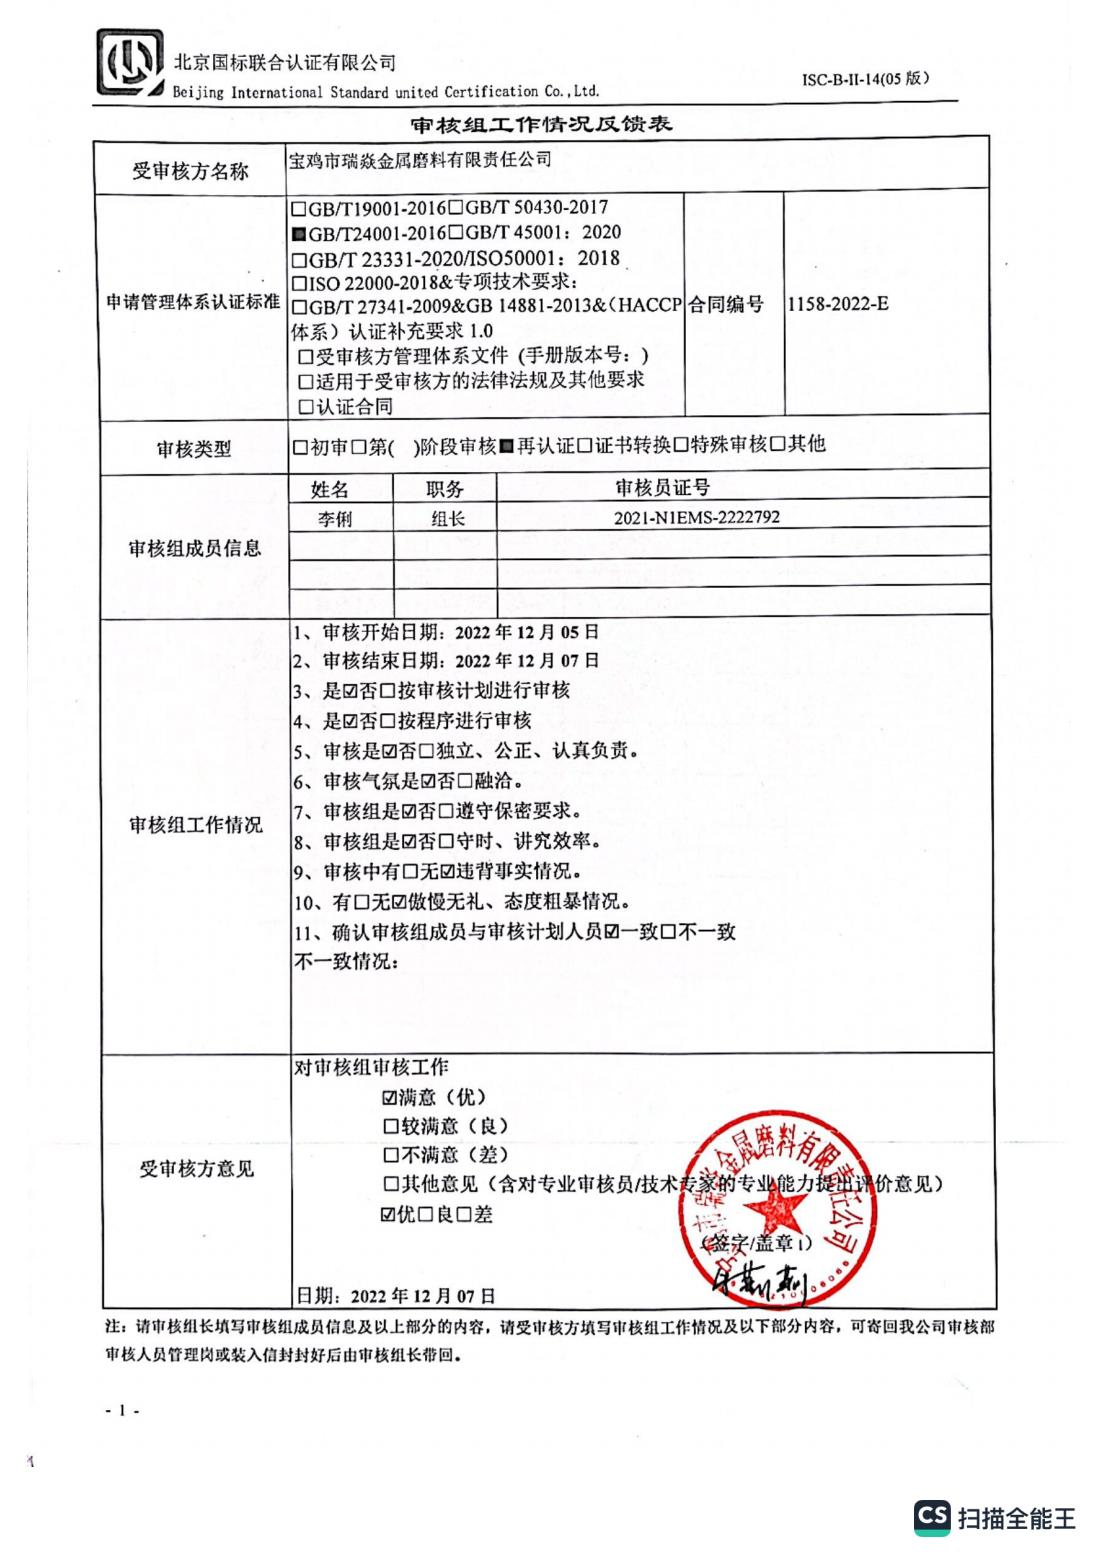 北京国标联合认证有限公司
Beijing International Standard united Certification Co.,Ltd.
ISC-B-II-14(05 版)
审核组工作情况反馈表
受审核方名称
宝鸡市瑞焱金属磨料有限责任公司
申请管理体系认证标准
□GB/T19001-2016□GB/T 50430-2017
■GB/T24001-2016□GB/T 45001：2020
□GB/T 23331-2020/ISO50001：2018
□ISO 22000-2018&专项技术要求:
□GB/T 27341-2009&GB 14881-2013&（HACCP
体系）认证补充要求 1.0
□受审核方管理体系文件（手册版本号：）
□适用于受审核方的法律法规及其他要求
□认证合同
合同编号
1158-2022-E
审核类型
□初审□第( )阶段审核■再认证□证书转换□特殊审核□其他
审核组成员信息
姓名 职务 审核员证号
李俐 组长 2021-N1EMS-2222792
审核组工作情况
1、审核开始日期：2022 年 12 月 05 日
2、审核结束日期：2022 年 12 月 07 日
3、是☑否□按审核计划进行审核
4、是☑否□按程序进行审核
5、审核是☑否□独立、公正、认真负责。
6、审核气氛是☑否□融洽。
7、审核组是☑否□遵守保密要求。
8、审核组是☑否□守时、讲究效率。
9、审核中有□无☑违背事实情况。
10、有□无☑傲慢无礼、态度粗暴情况。
11、确认审核组成员与审核计划人员☑一致□不一致
不一致情况：
受审核方意见
对审核组审核工作
☑满意（优）
□较满意（良）
□不满意（差）
□其他意见（含对专业审核员/技术专家的专业能力提出评价意见）
☑优□良□差
（签字/盖章）
金属磨料有限责任公司
日期：2022 年 12 月 07 日
注：请审核组长填写审核组成员信息及以上部分的内容，请受审核方填写审核组工作情况及以下部分内容，可寄回我公司审核部
审核人员管理岗或装入信封封好后由审核组长带回。
- 1 -
CS 扫描全能王